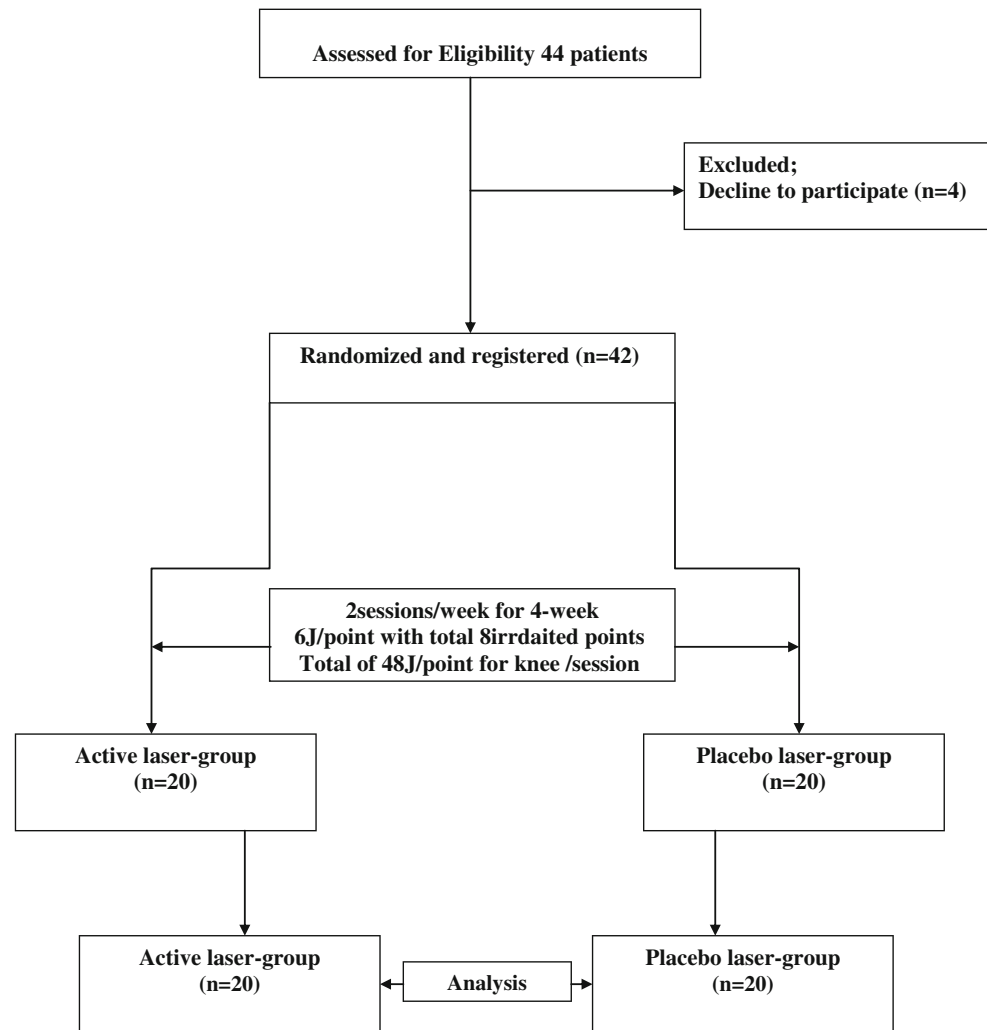 Assessed for Eligibility 44 patients
Excluded;
Decline to participate (n=4)
Randomized and registered (n=42)
2sessions/week for 4-week
6J/point with total 8irrdaited points
Total of 48J/point for knee /session
Active laser-group
(n=20)
Placebo laser-group
(n=20)
Active laser-group
(n=20)
Analysis
Placebo laser-group
(n=20)